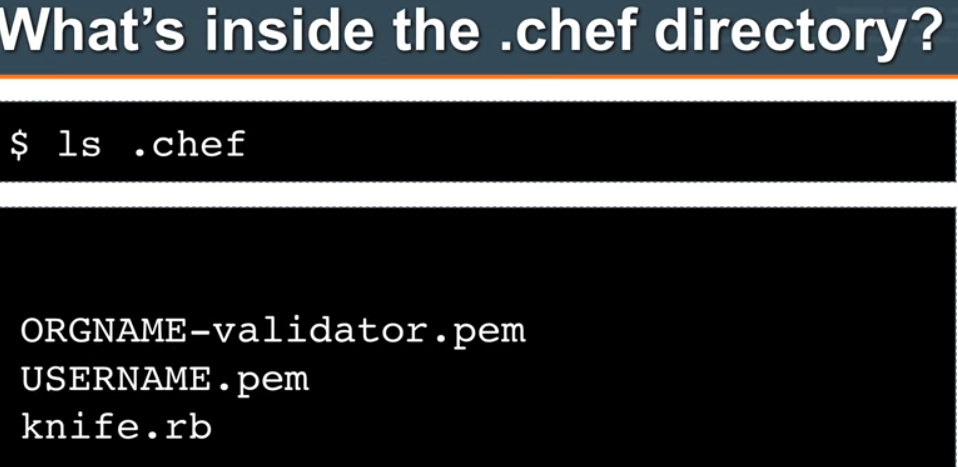 What's inside the .chef directory?
$ ls .chef
ORGNAME-validator.pem
USERNAME.pem
knife.rb